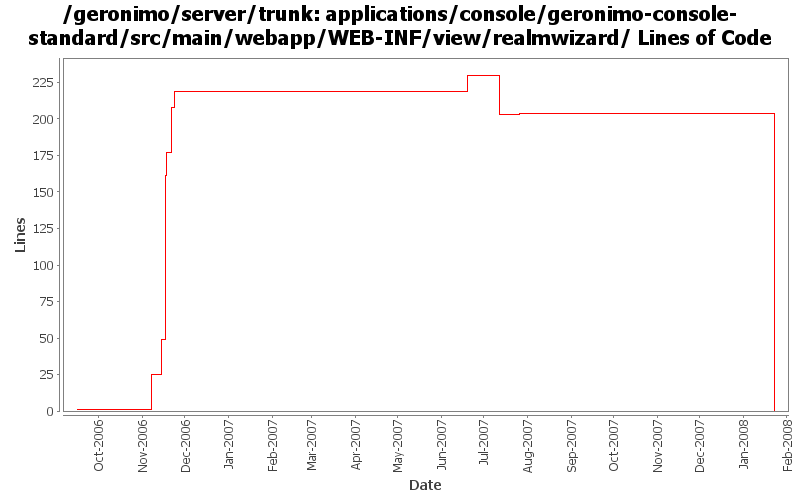 /geronimo/server/trunk: applications/console/geronimo-console-
standard/src/main/webapp/WEB-INF/view/realmwizard/ Lines of Code
225
200
175
150
125
100
75
50
25
0
Lines
Oct-2006
Nov-2006
Dec-2006
Jan-2007
Feb-2007
Mar-2007
Apr-2007
May-2007
Jun-2007
Jul-2007
Aug-2007
Sep-2007
Oct-2007
Nov-2007
Dec-2007
Jan-2008
Feb-2008
Date